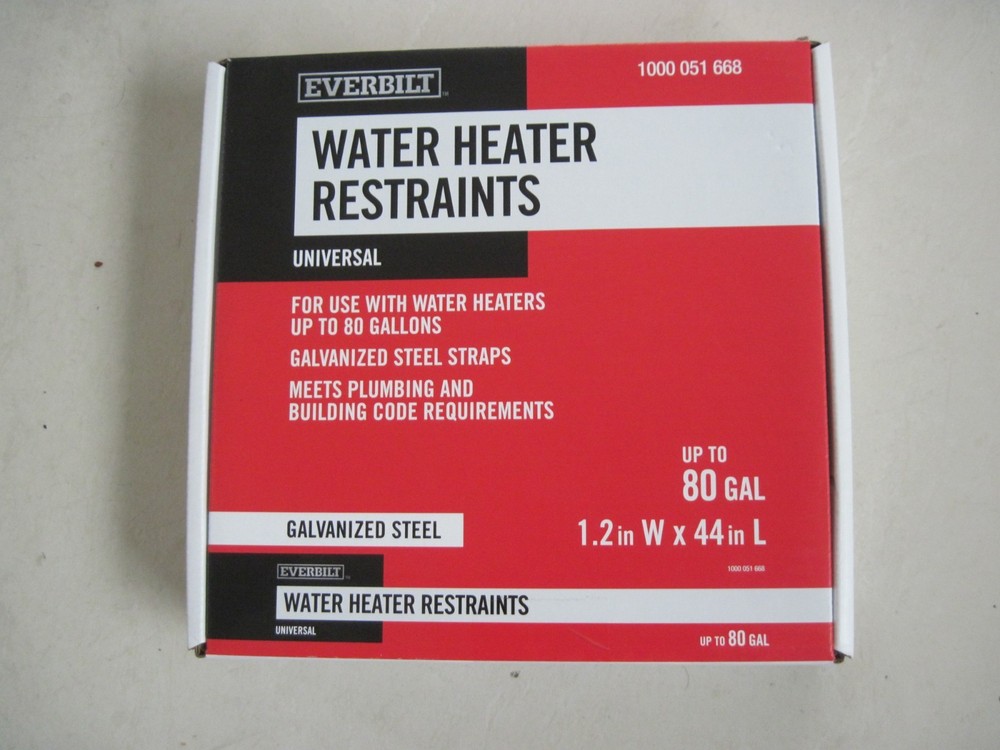 EVERBILT™
1000 051 668
WATER HEATER
RESTRAINTS
UNIVERSAL
FOR USE WITH WATER HEATERS
UP TO 80 GALLONS
GALVANIZED STEEL STRAPS
MEETS PLUMBING AND
BUILDING CODE REQUIREMENTS
UP TO
80 GAL
GALVANIZED STEEL
1.2 in W x 44 in L
1000 051 668
EVERBILT™
WATER HEATER RESTRAINTS
UNIVERSAL
UP TO 80 GAL